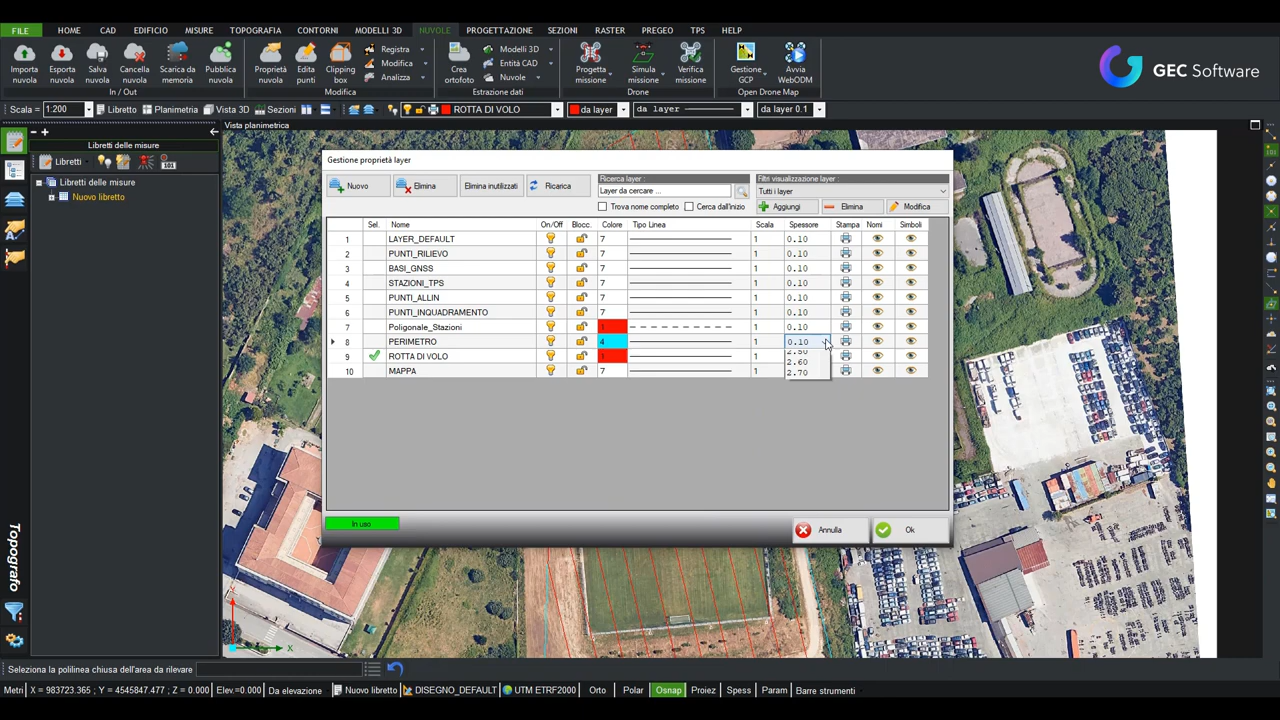 FILE HOME CAD EDIFICIO MISURE TOPOGRAFIA CONTORNI MODELLI 3D NUVOLE PROGETTAZIONE SEZIONI RASTER PREGEO TPS HELP
Importa nuvola
Esporta nuvola
Salva nuvola
Cancella nuvola
Scarica da memoria
Pubblica nuvola
In / Out
Proprietà nuvola
Edita punti
Clipping box
Registra
Modifica
Analizza
Modifica
Crea ortofoto
Modelli 3D
Entità CAD
Nuvole
Estrazione dati
Progetta missione
Simula missione
Verifica missione
Drone
Gestione GCP
Avvia WebODM
Open Drone Map
GEC Software
Scala = 1:200 Libretto Planimetria Vista 3D Sezioni ROTTA DI VOLO da layer da layer da layer 0.1
Vista planimetrica
Libretti delle misure
Libretti
101
Libretti delle misure
Nuovo libretto
Topografo
Gestione proprietà layer
Nuovo Elimina Elimina inutilizzati Ricarica
Ricerca layer :
Layer da cercare ...
Trova nome completo Cerca dall'inizio
Filtri visualizzazione layer :
Tutti i layer
Aggiungi Elimina Modifica
Sel. Nome On/Off Blocc. Colore Tipo Linea Scala Spessore Stampa Nomi Simboli
1 LAYER_DEFAULT 7 1 0.10
2 PUNTI_RILIEVO 7 1 0.10
3 BASI_GNSS 7 1 0.10
4 STAZIONI_TPS 7 1 0.10
5 PUNTI_ALLIN 7 1 0.10
6 PUNTI_INQUADRAMENTO 7 1 0.10
7 Poligonale_Stazioni 1 1 0.10
8 PERIMETRO 4 1 0.10
9 ROTTA DI VOLO 1 1
10 MAPPA 7 1
2.50
2.60
2.70
In uso
Annulla Ok
X
Seleziona la polilinea chiusa dell'area da rilevare
Metri X = 983723.365 ; Y = 4545847.477 ; Z = 0.000 Elev.=0.000 Da elevazione Nuovo libretto DISEGNO_DEFAULT UTM ETRF2000 Orto Polar Osnap Proiez Spess Param Barre strumenti